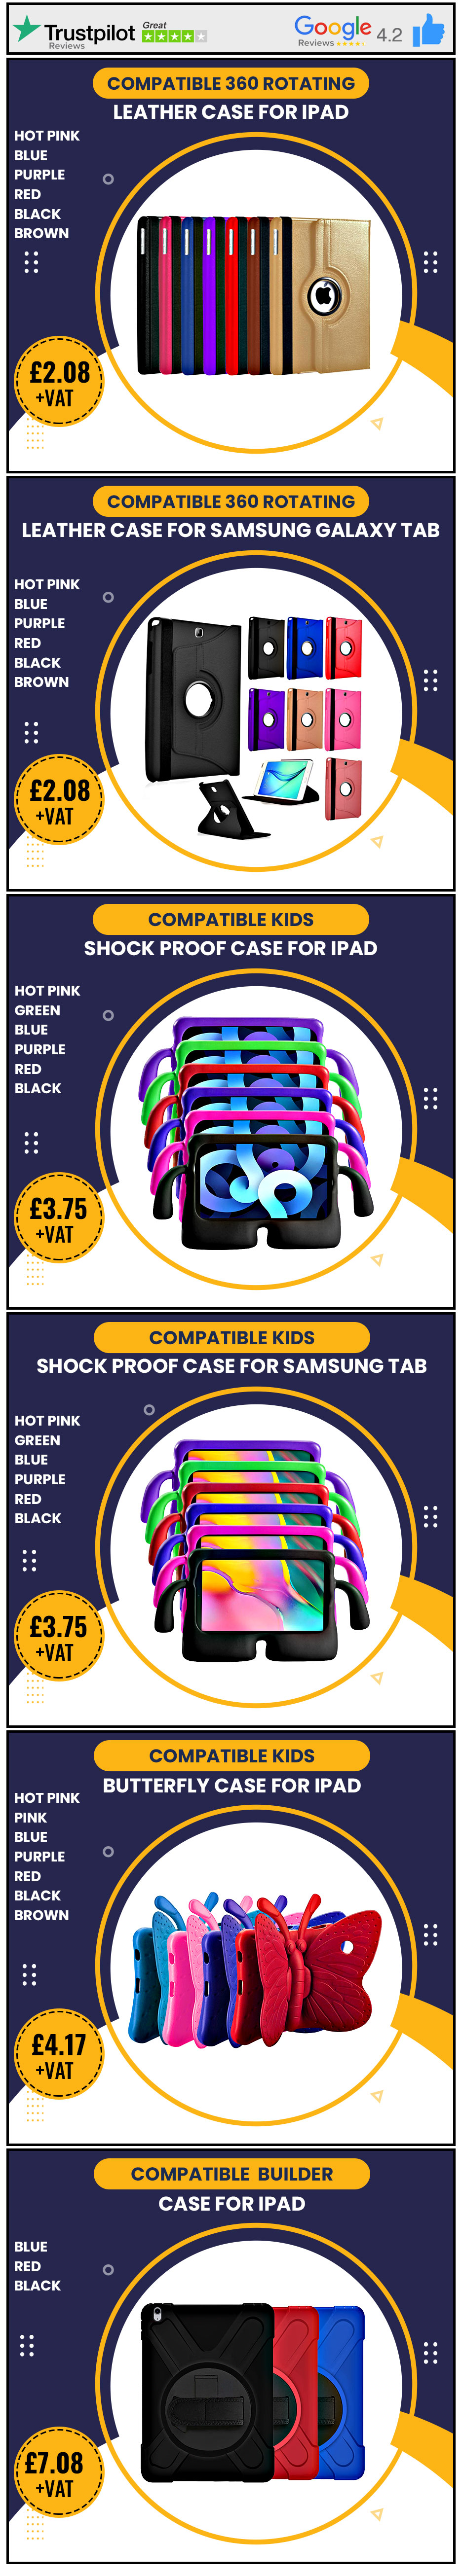 Trustpilot
Reviews
Great
Google
Reviews
4.2
COMPATIBLE 360 ROTATING
LEATHER CASE FOR IPAD
HOT PINK
BLUE
PURPLE
RED
BLACK
BROWN
£2.08
+VAT
COMPATIBLE 360 ROTATING
LEATHER CASE FOR SAMSUNG GALAXY TAB
HOT PINK
BLUE
PURPLE
RED
BLACK
BROWN
£2.08
+VAT
COMPATIBLE KIDS
SHOCK PROOF CASE FOR IPAD
HOT PINK
GREEN
BLUE
PURPLE
RED
BLACK
£3.75
+VAT
COMPATIBLE KIDS
SHOCK PROOF CASE FOR SAMSUNG TAB
HOT PINK
GREEN
BLUE
PURPLE
RED
BLACK
£3.75
+VAT
COMPATIBLE KIDS
BUTTERFLY CASE FOR IPAD
HOT PINK
PINK
BLUE
PURPLE
RED
BLACK
BROWN
£4.17
+VAT
COMPATIBLE BUILDER
CASE FOR IPAD
BLUE
RED
BLACK
£7.08
+VAT